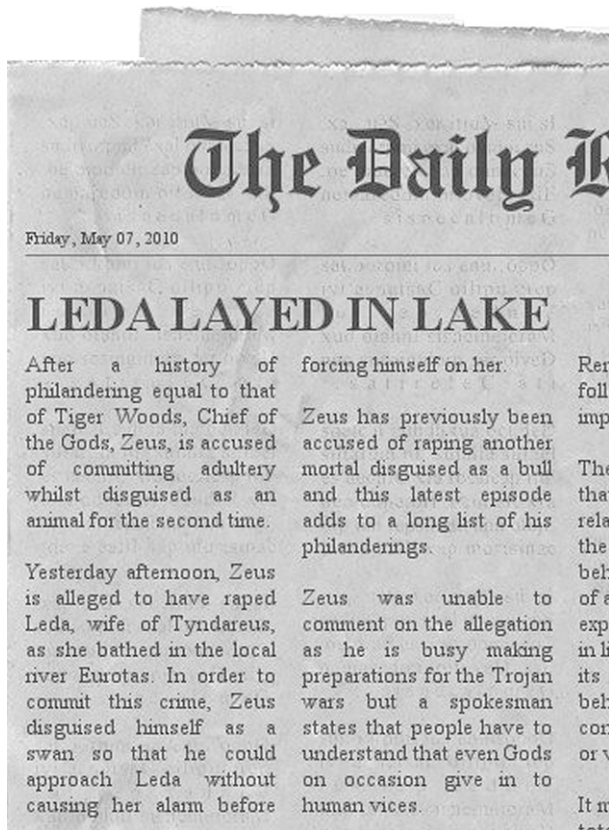 The Daily
Friday, May 07, 2010
LEDA LAYED IN LAKE
After a history of
philandering equal to that
of Tiger Woods, Chief of
the Gods, Zeus, is accused
of committing adultery
whilst disguised as an
animal for the second time.
Yesterday afternoon, Zeus
is alleged to have raped
Leda, wife of Tyndareus,
as she bathed in the local
river Eurotas. In order to
commit this crime, Zeus
disguised himself as a
swan so that he could
approach Leda without
causing her alarm before
forcing himself on her.
Zeus has previously been
accused of raping another
mortal disguised as a bull
and this latest episode
adds to a long list of his
philanderings.
Zeus was unable to
comment on the allegation
as he is busy making
preparations for the Trojan
wars but a spokesman
states that people have to
understand that even Gods
on occasion give in to
human vices.